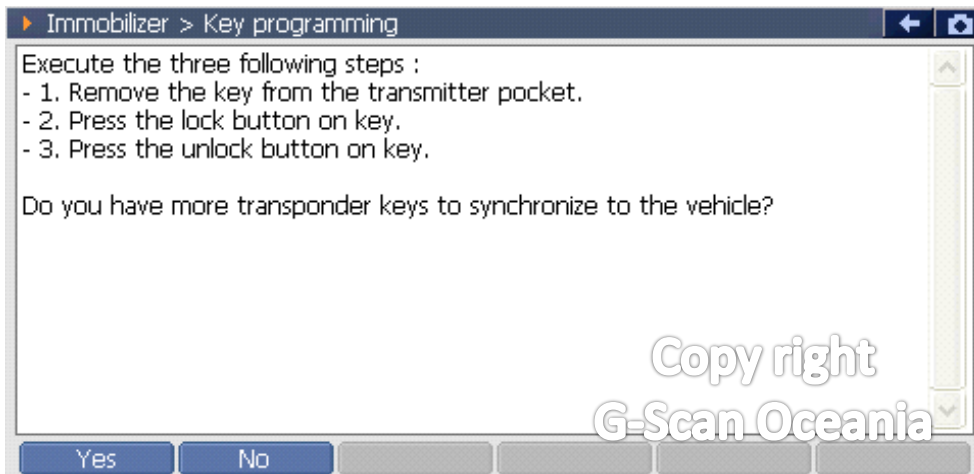 Immobilizer > Key programming
Execute the three following steps :
- 1. Remove the key from the transmitter pocket.
- 2. Press the lock button on key.
- 3. Press the unlock button on key.
Do you have more transponder keys to synchronize to the vehicle?
Copy right
G-Scan Oceania
Yes No